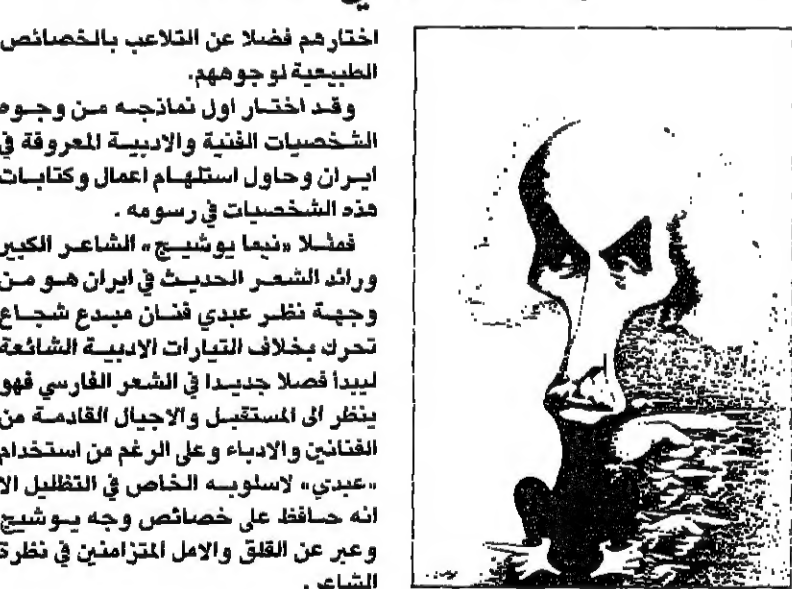 اختارهم فضلا عن التلاعب بالخصائص
الطبيعية لوجوههم.
وقد اختار اول نماذجه من وجوه
الشخصيات الفنية والادبية المعروفة في
ايران وحاول استلهام اعمال وكتابات
هذه الشخصيات في رسومه .
فمثلا «نيما يوشيج» الشاعر الكبير
ورائد الشعر الحديث في ايران هو من
وجهة نظر عبدي فنان مبدع شجاع
تحرك بخلاف التيارات الادبية الشائعة
ليبدأ فصلا جديدا في الشعر الفارسي فهو
ينظر الى المستقبل والاجيال القادمة من
الفنانين والادباء وعلى الرغم من استخدام
«عبدي» لاسلوبه الخاص في التظليل الا
انه حافظ على خصائص وجه يوشيج
وعبر عن القلق والامل المتزامنين في نظرة
الشاعر.